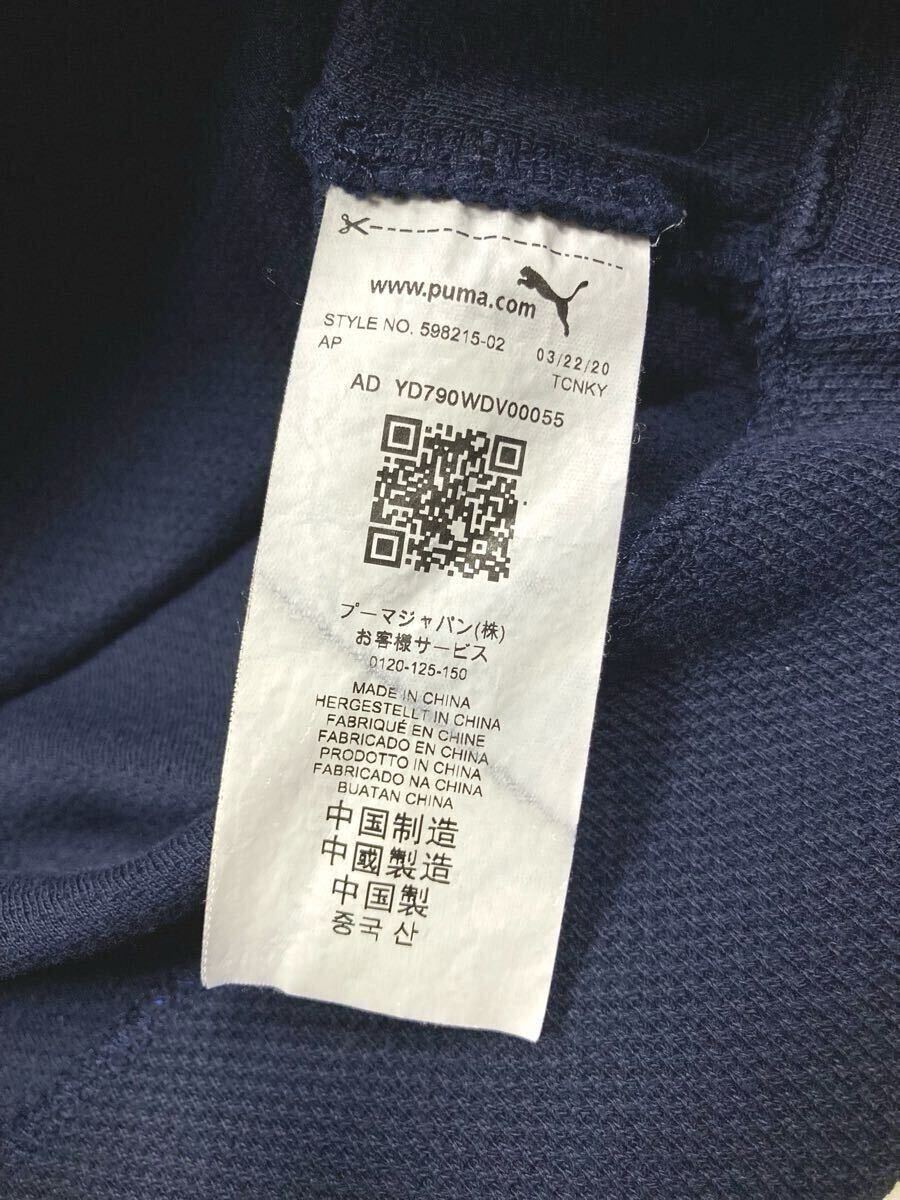 www.puma.com
STYLE NO. 598215-02 03/22/20
AP TCNKY
AD YD790WDV00055
プーマジャパン(株)
お客様サービス
0120-125-150
MADE IN CHINA
HERGESTELLT IN CHINA
FABRIQUÉ EN CHINE
FABRICADO EN CHINA
PRODOTTO IN CHINA
FABRICADO NA CHINA
BUATAN CHINA
中国制造
中國製造
中国製
중국 산